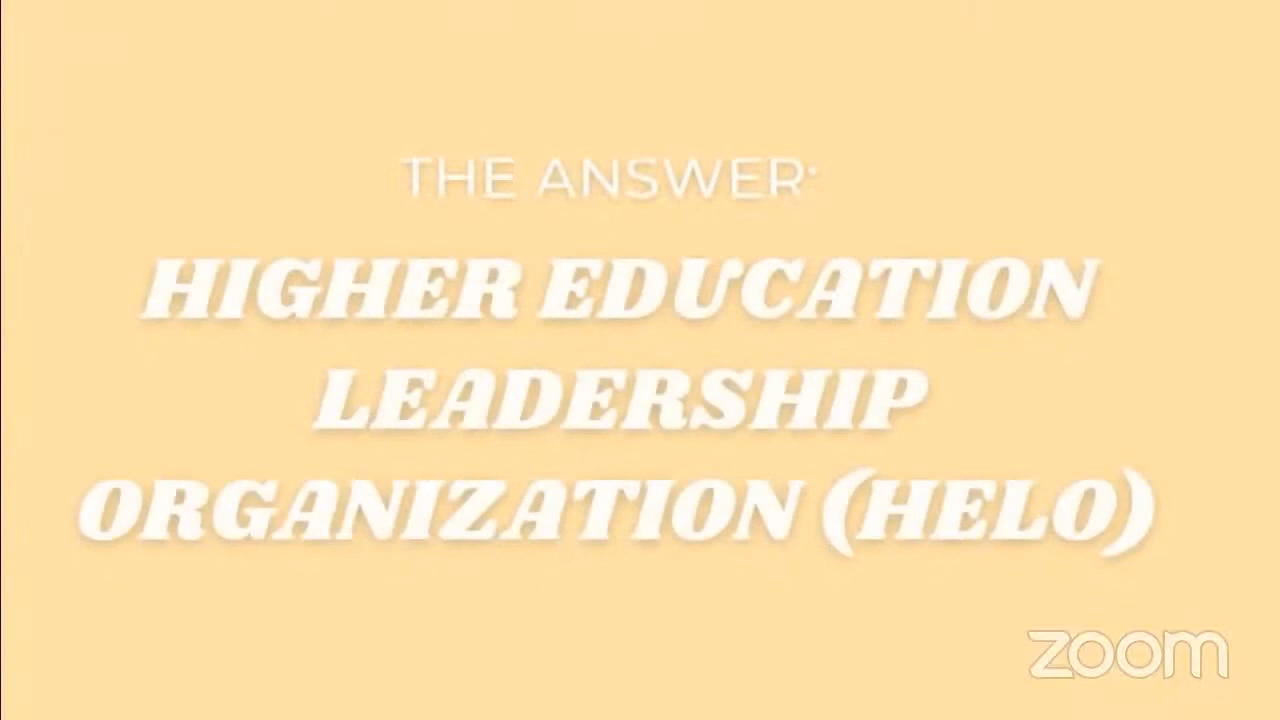 THE ANSWER:
HIGHER EDUCATION
LEADERSHIP
ORGANIZATION (HELO)
zoom